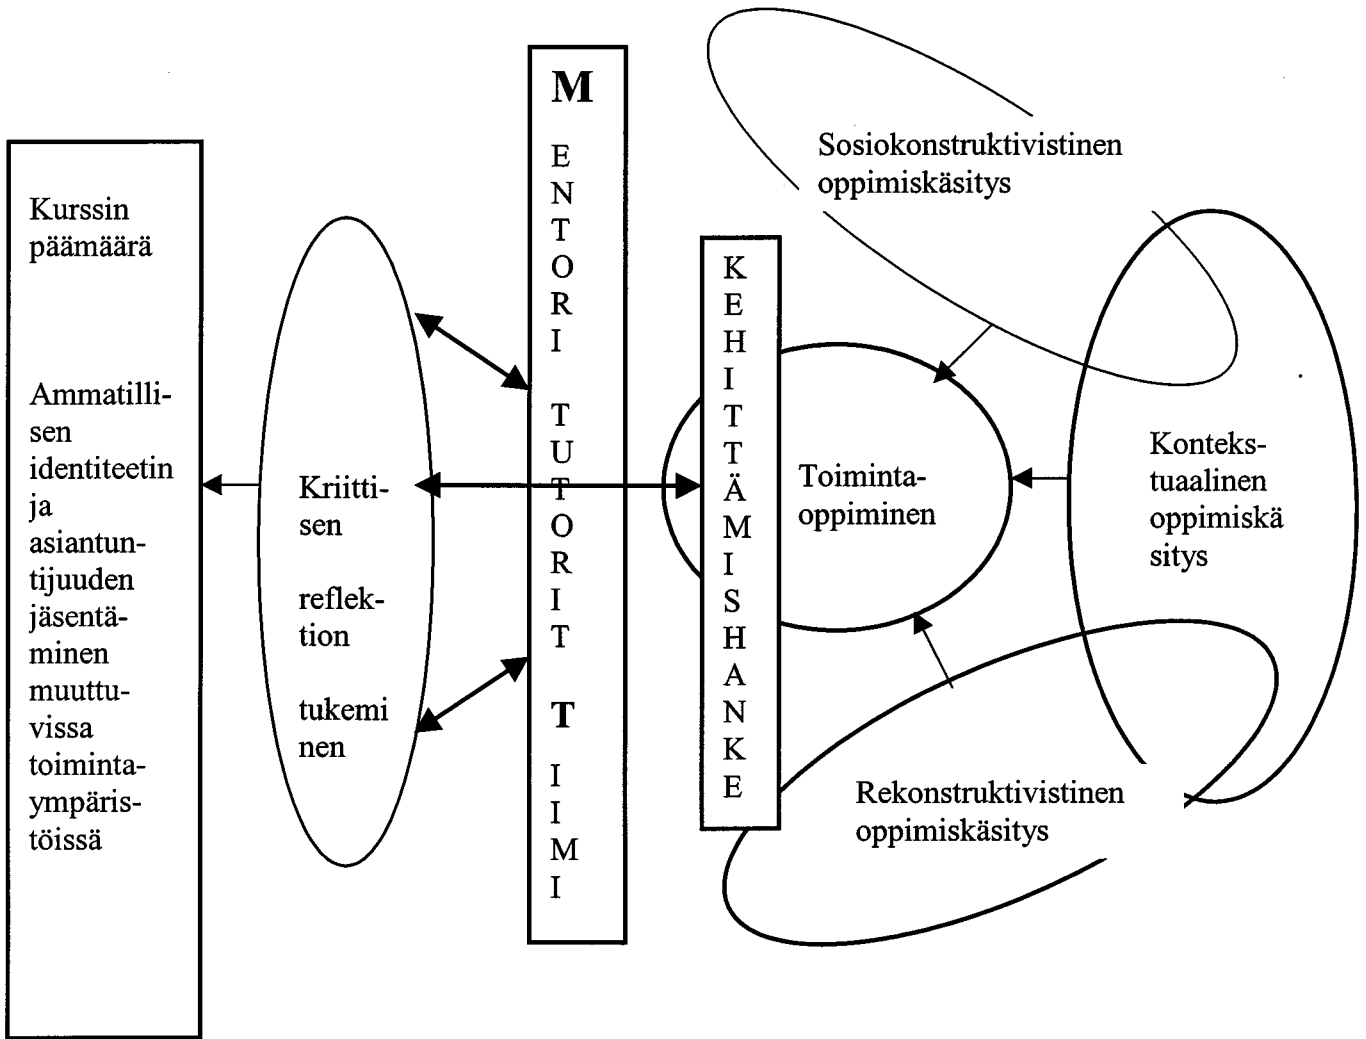 Kurssin
päämäärä
Ammatilli-
sen
identiteetin
ja
asiantun-
tijuuden
jäsentä-
minen
muuttu-
vissa
toiminta-
ympäris-
töissä
Kriitti-
sen
reflek-
tion
tukemi
nen
M
E
N
T
O
R
I
T
U
T
O
R
I
T
T
I
I
M
I
K
E
H
I
T
T
Ä
M
I
S
H
A
N
K
E
Toiminta-
oppiminen
Sosiokonstruktivistinen
oppimiskäsitys
Konteks-
tuaalinen
oppimiskä
sitys
Rekonstruktivistinen
oppimiskäsitys